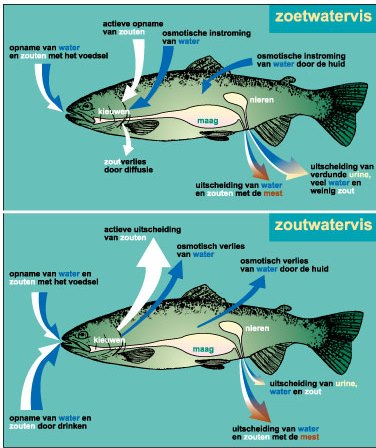 zoetwatervis
actieve opname
van zouten
opname van water
en zouten met het voedsel
osmotische instroming
van water
osmotische instroming
van water door de huid
kieuwen
nieren
maag
zoutverlies
door diffusie
uitscheiding van water
en zouten met de mest
uitscheiding van
verdunde urine,
veel water en
weinig zout
zoutwatervis
actieve uitscheiding
van zouten
osmotisch verlies
van water
opname van water en
zouten met het voedsel
osmotisch verlies
van water door de huid
kieuwen
nieren
maag
opname van water en
zouten door drinken
uitscheiding van urine,
water en zout
uitscheiding van water
en zouten met de mest